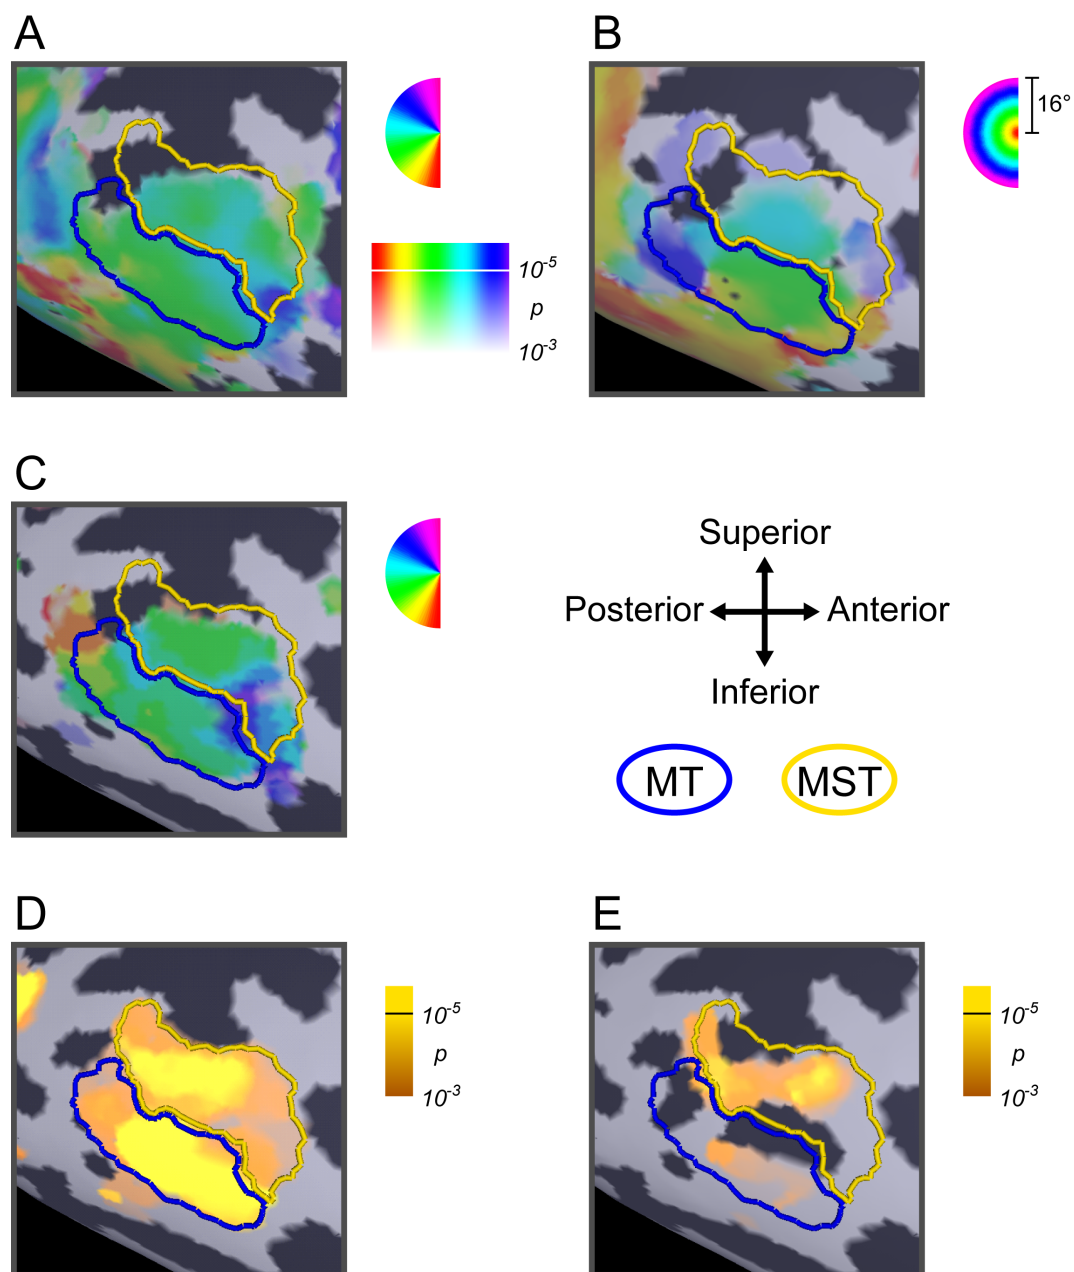 A
B
16°
10-5
p
10-3
C
Superior
Posterior
Anterior
Inferior
MT
MST
D
E
10-5
p
10-3
10-5
p
10-3